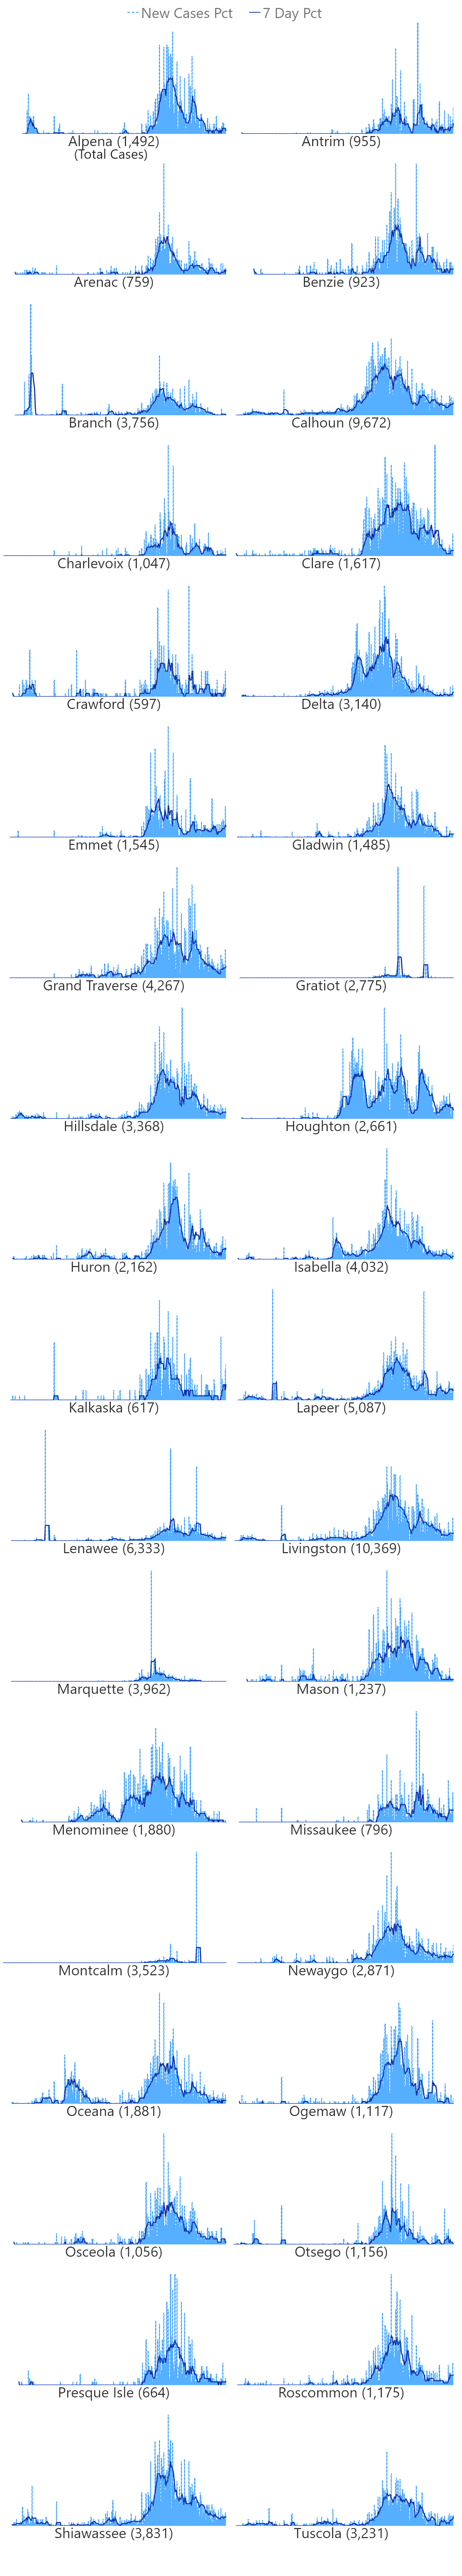 New Cases Pct 7 Day Pct
Alpena (1,492) Antrim (955)
(Total Cases)
Arenac (759) Benzie (923)
Branch (3,756) Calhoun (9,672)
Charlevoix (1,047) Clare (1,617)
Crawford (597) Delta (3,140)
Emmet (1,545) Gladwin (1,485)
Grand Traverse (4,267) Gratiot (2,775)
Hillsdale (3,368) Houghton (2,661)
Huron (2,162) Isabella (4,032)
Kalkaska (617) Lapeer (5,087)
Lenawee (6,333) Livingston (10,369)
Marquette (3,962) Mason (1,237)
Menominee (1,880) Missaukee (796)
Montcalm (3,523) Newaygo (2,871)
Oceana (1,881) Ogemaw (1,117)
Osceola (1,056) Otsego (1,156)
Presque Isle (664) Roscommon (1,175)
Shiawassee (3,831) Tuscola (3,231)